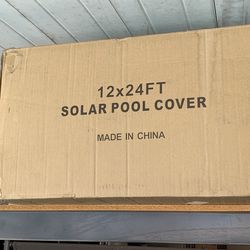 12x24FT
SOLAR POOL COVER
MADE IN CHINA